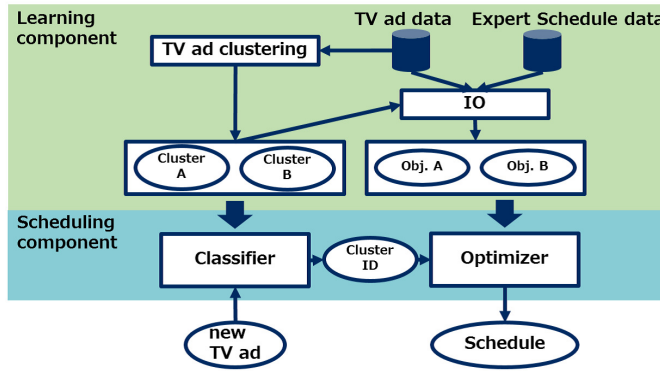 Learning
component
TV ad data
Expert Schedule data
TV ad clustering
IO
Cluster
A
Cluster
B
Obj. A
Obj. B
Scheduling
component
Classifier
Cluster
ID
Optimizer
new
TV ad
Schedule